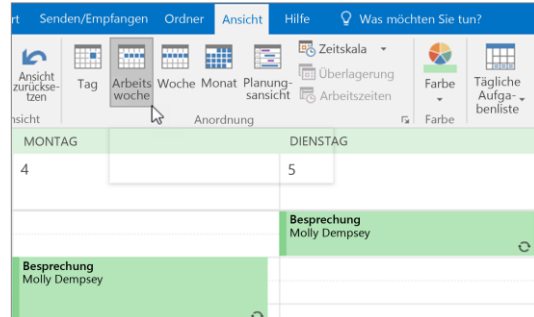 rt Senden/Empfangen Ordner Ansicht Hilfe Was möchten Sie tun?
Ansicht
zurückse-
tzen
Tag
Arbeits
woche
Woche
Monat
Planung-
sansicht
Zeitskala
Überlagerung
Arbeitszeiten
Farbe
Tägliche
Aufga-
benliste
nsicht
Anordnung
Farbe
MONTAG
DIENSTAG
4
5
Besprechung
Molly Dempsey
Besprechung
Molly Dempsey